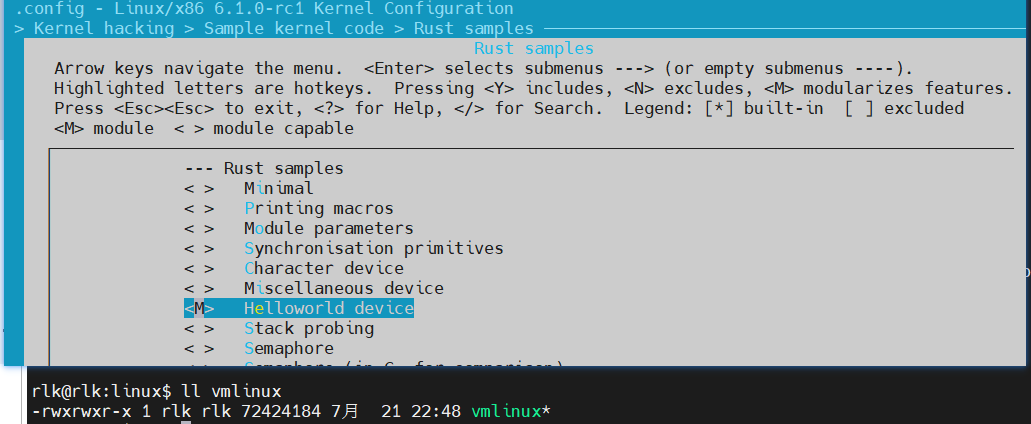 .config - Linux/x86 6.1.0-rc1 Kernel Configuration
> Kernel hacking > Sample kernel code > Rust samples
Rust samples
Arrow keys navigate the menu.  <Enter> selects submenus ---> (or empty submenus ----).
Highlighted letters are hotkeys.  Pressing <Y> includes, <N> excludes, <M> modularizes features.
Press <Esc><Esc> to exit, <?> for Help, </> for Search.  Legend: [*] built-in  [ ] excluded
<M> module  < > module capable
--- Rust samples
< >   Minimal
< >   Printing macros
< >   Module parameters
< >   Synchronisation primitives
< >   Character device
< >   Miscellaneous device
<M>   Helloworld device
< >   Stack probing
< >   Semaphore
rlk@rlk:linux$ ll vmlinux
-rwxrwxr-x 1 rlk rlk 72424184 7月  21 22:48 vmlinux*